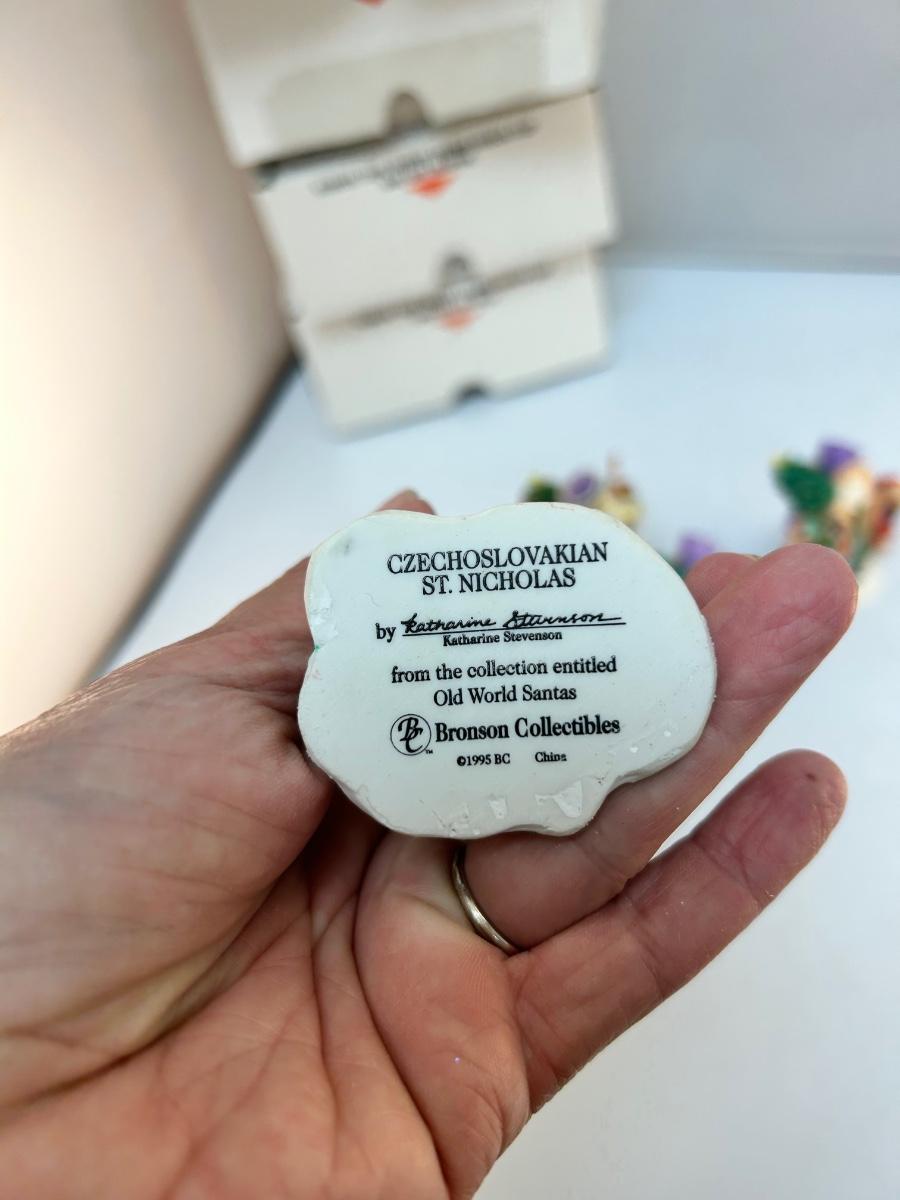 CZECHOSLOVAKIAN
ST. NICHOLAS
by Katharine Stevenson
Katharine Stevenson
from the collection entitled
Old World Santas
BC™ Bronson Collectibles
©1995 BC China